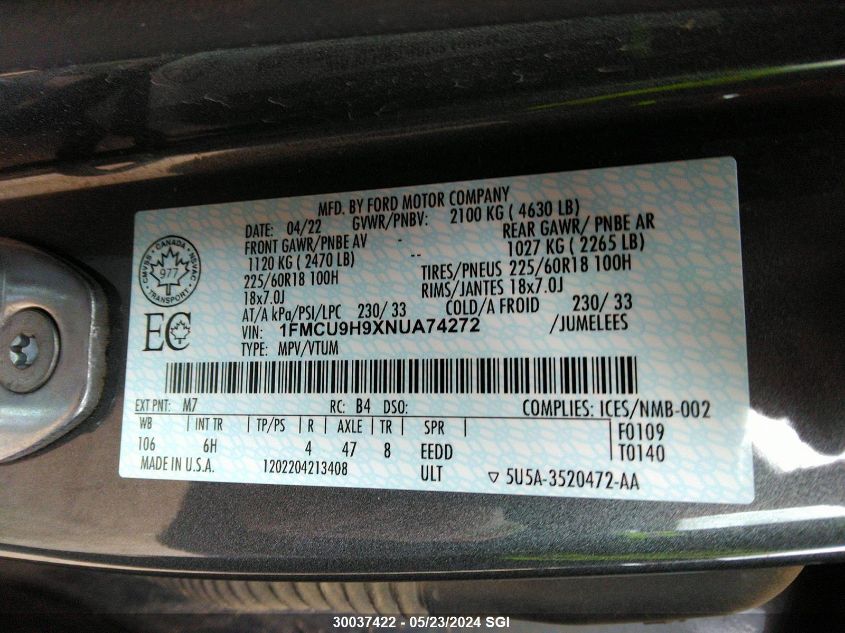 MFD. BY FORD MOTOR COMPANY
DATE: 04/22 GVWR/PNBV: 2100 KG ( 4630 LB)
FRONT GAWR/PNBE AV - REAR GAWR/ PNBE AR
1120 KG ( 2470 LB) -- 1027 KG ( 2265 LB)
225/60R18 100H TIRES/PNEUS 225/60R18 100H
18x7.0J RIMS/JANTES 18x7.0J
AT/A kPa/PSI/LPC 230/ 33 COLD/A FROID 230/ 33
VIN: 1FMCU9H9XNUA74272 /JUMELEES
TYPE: MPV/VTUM
CMVSS • CANADA • NSVAC
977
TRANSPORT
EC
EXT PNT: M7 RC: B4 DSO: COMPLIES: ICES/NMB-002
WB INT TR TP/PS R AXLE TR SPR F0109
106 6H 4 47 8 EEDD T0140
MADE IN U.S.A. 1202204213408 ULT ▽ 5U5A-3520472-AA
30037422 - 05/23/2024 SGI